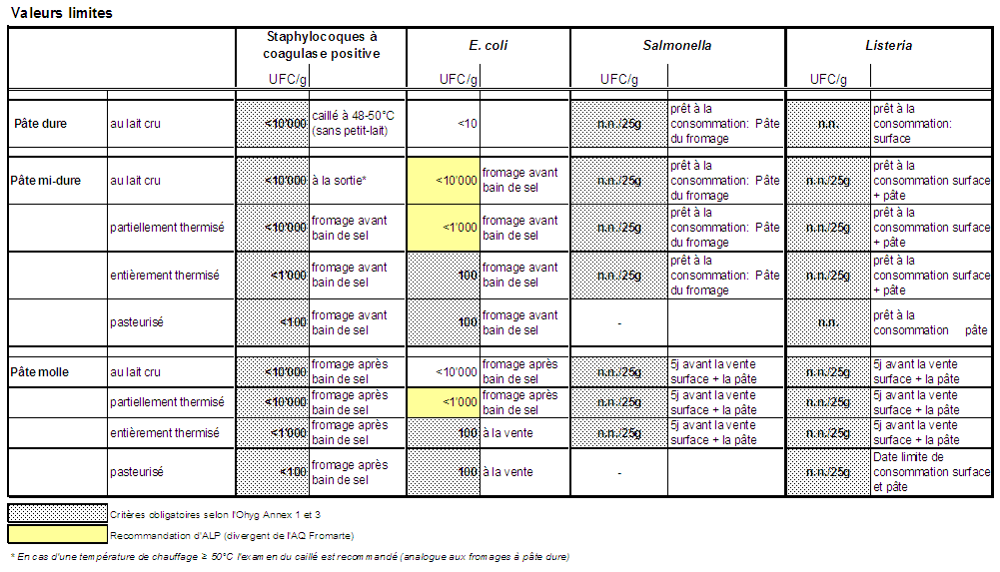 Valeurs limites
Staphylocoques à coagulase positive E. coli Salmonella Listeria
UFC/g UFC/g UFC/g UFC/g
Pâte dure au lait cru <10'000 caillé à 48-50°C (sans petit-lait) <10 n.n./25g prêt à la consommation: Pâte du fromage n.n. prêt à la consommation: surface
Pâte mi-dure au lait cru <10'000 à la sortie* <10'000 fromage avant bain de sel n.n./25g prêt à la consommation: Pâte du fromage n.n./25g prêt à la consommation surface + pâte
partiellement thermisé <10'000 fromage avant bain de sel <1'000 fromage avant bain de sel n.n./25g prêt à la consommation: Pâte du fromage n.n./25g prêt à la consommation surface + pâte
entièrement thermisé <1'000 fromage avant bain de sel 100 fromage avant bain de sel n.n./25g prêt à la consommation: Pâte du fromage n.n./25g prêt à la consommation surface + pâte
pasteurisé <100 fromage avant bain de sel 100 fromage avant bain de sel - n.n. prêt à la consommation pâte
Pâte molle au lait cru <10'000 fromage après bain de sel <10'000 fromage après bain de sel n.n./25g 5j avant la vente surface + la pâte n.n./25g 5j avant la vente surface + la pâte
partiellement thermisé <10'000 fromage après bain de sel <1'000 fromage après bain de sel n.n./25g 5j avant la vente surface + la pâte n.n./25g 5j avant la vente surface + la pâte
entièrement thermisé <1'000 fromage après bain de sel 100 à la vente n.n./25g 5j avant la vente surface + la pâte n.n./25g 5j avant la vente surface + la pâte
pasteurisé <100 fromage après bain de sel 100 à la vente - n.n./25g Date limite de consommation surface et pâte
Critères obligatoires selon l'Ohyg Annex 1 et 3
Recommandation d'ALP (divergent de l'AQ Fromarte)
* En cas d'une température de chauffage ≥ 50°C l'examen du caillé est recommandé (analogue aux fromages à pâte dure)